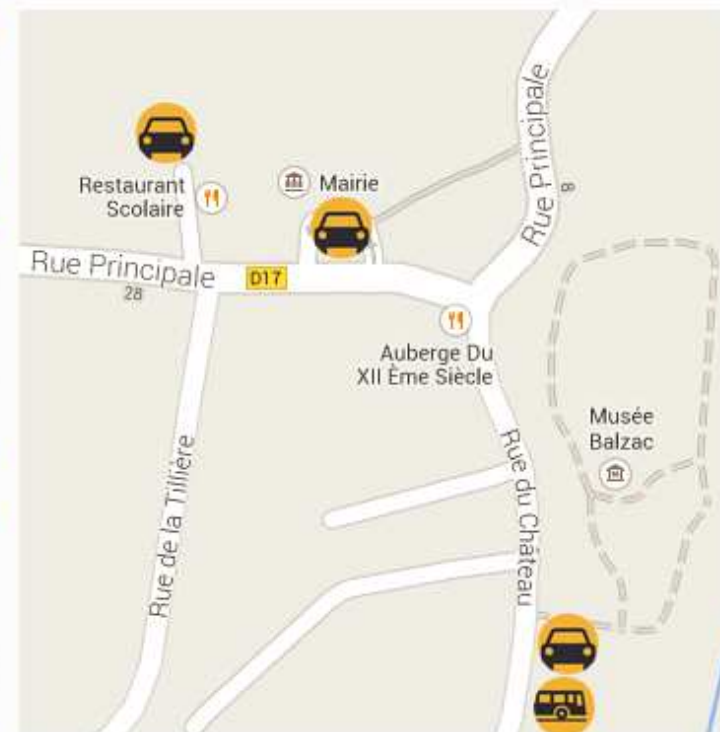 Rue Principale
8
Restaurant
Scolaire
Mairie
Rue Principale
D17
28
Auberge Du
XII Ème Siècle
Musée
Balzac
M
Rue de la Tillière
Rue du Château